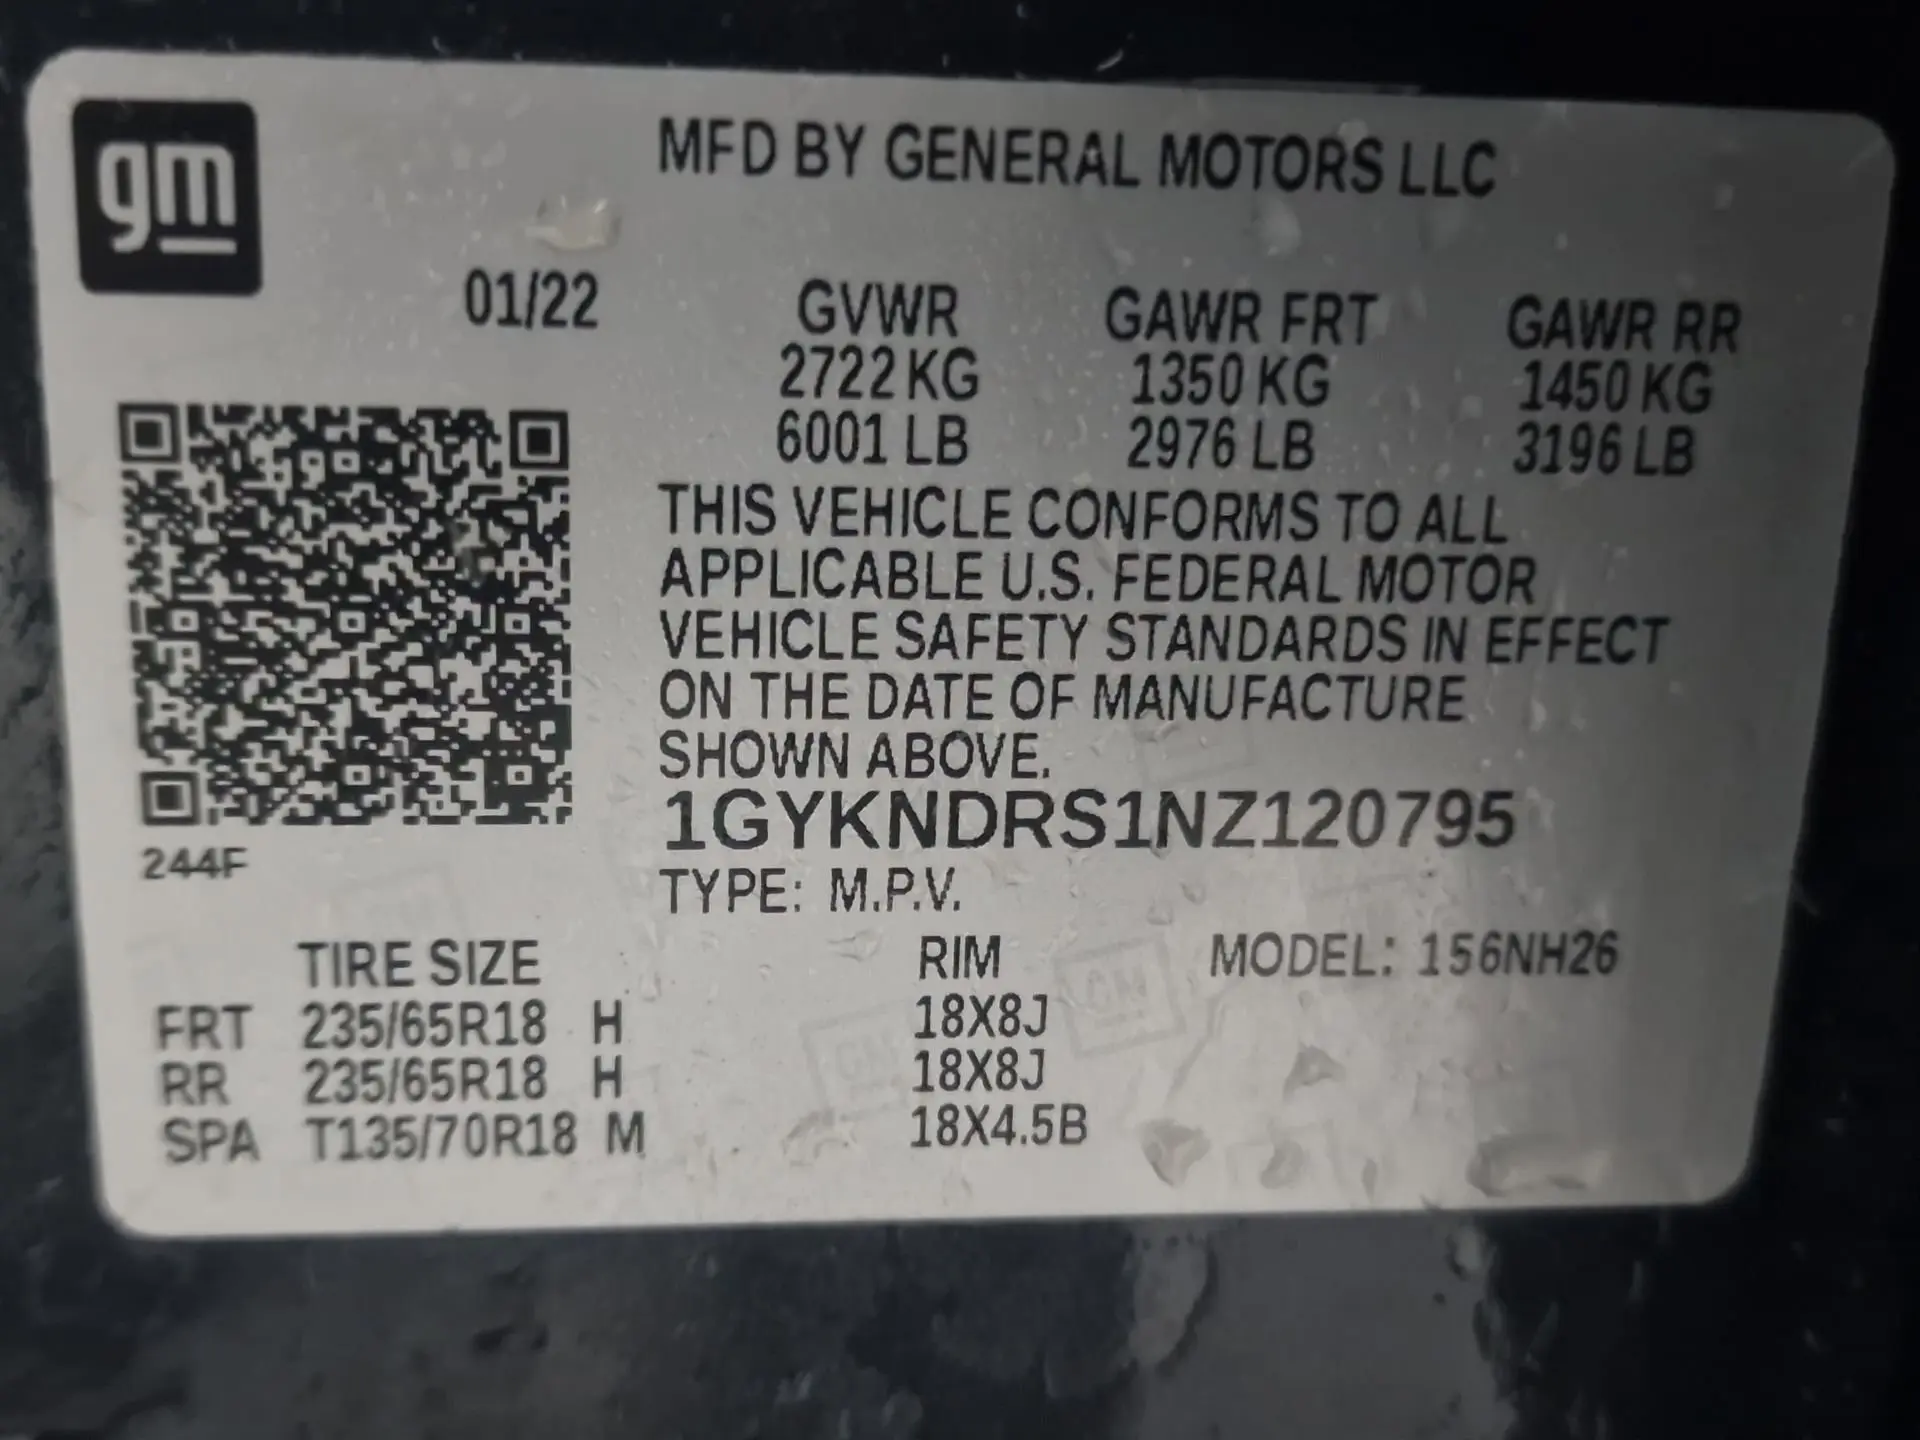 gm
MFD BY GENERAL MOTORS LLC
01/22 GVWR GAWR FRT GAWR RR
2722 KG 1350 KG 1450 KG
6001 LB 2976 LB 3196 LB
THIS VEHICLE CONFORMS TO ALL
APPLICABLE U.S. FEDERAL MOTOR
VEHICLE SAFETY STANDARDS IN EFFECT
ON THE DATE OF MANUFACTURE
SHOWN ABOVE.
1GYKNDRS1NZ120795
244F
TYPE: M.P.V.
TIRE SIZE RIM MODEL: 156NH26
FRT 235/65R18 H 18X8J
RR 235/65R18 H 18X8J
SPA T135/70R18 M 18X4.5B
GM
GM